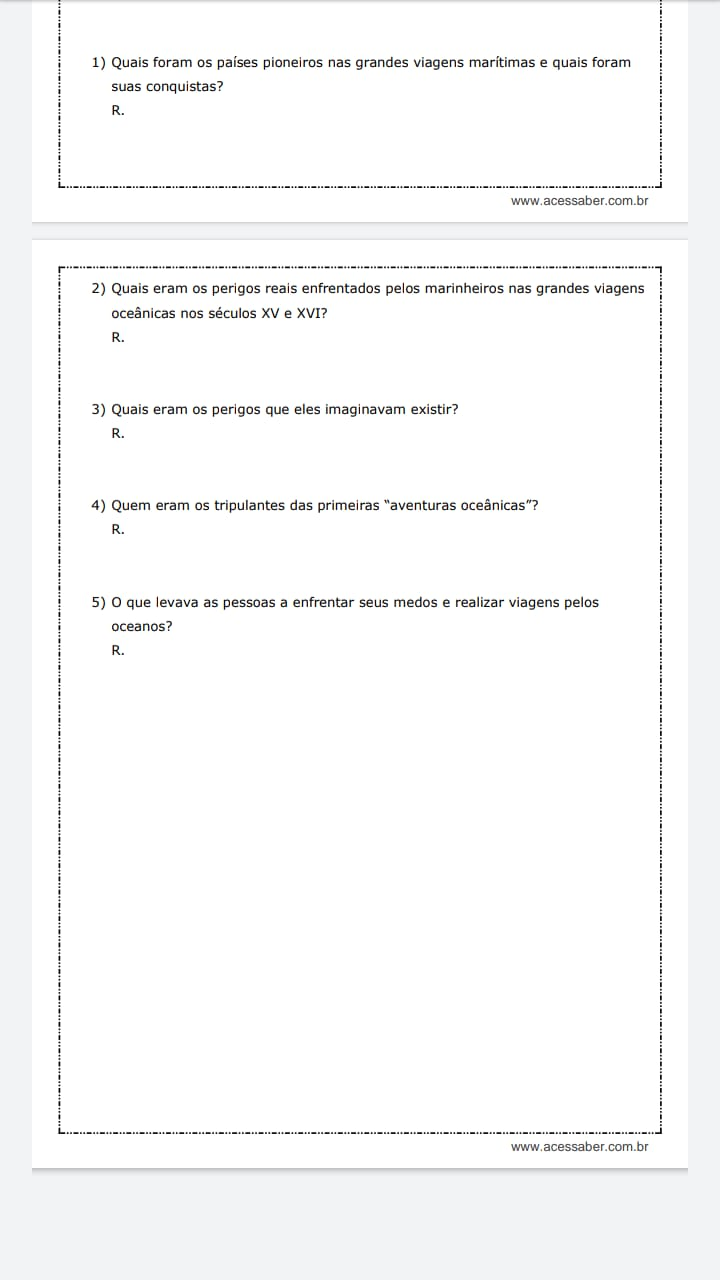 1) Quais foram os países pioneiros nas grandes viagens marítimas e quais foram
suas conquistas?
R.
www.acessaber.com.br
2) Quais eram os perigos reais enfrentados pelos marinheiros nas grandes viagens
oceânicas nos séculos XV e XVI?
R.
3) Quais eram os perigos que eles imaginavam existir?
R.
4) Quem eram os tripulantes das primeiras “aventuras oceânicas”?
R.
5) O que levava as pessoas a enfrentar seus medos e realizar viagens pelos
oceanos?
R.
www.acessaber.com.br